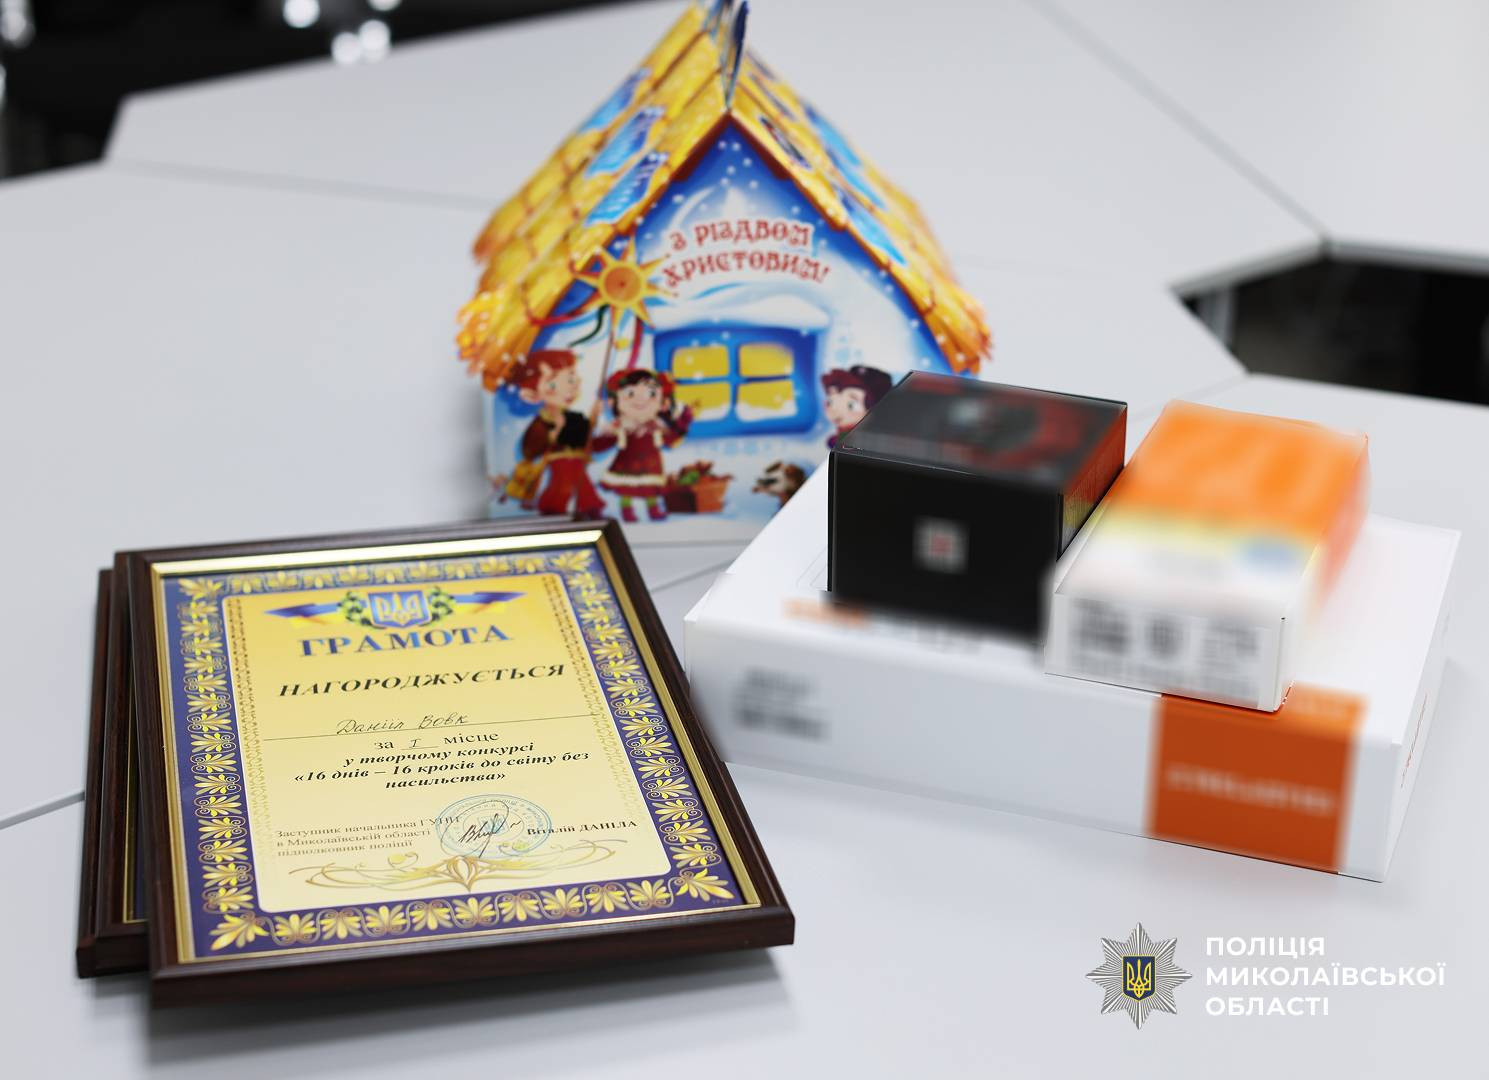 З РІЗДВОМ
ХРИСТОВИМ!
ГРАМОТА
НАГОРОДЖУЄТЬСЯ
Данііл Вовк
за I місце
у творчому конкурсі
«16 днів – 16 кроків до світу без
насильства»
Заступник начальника ГУНП
в Миколаївській області
підполковник поліції
Віталій ДАНІЛА
ПОЛІЦІЯ
МИКОЛАЇВСЬКОЇ
ОБЛАСТІ